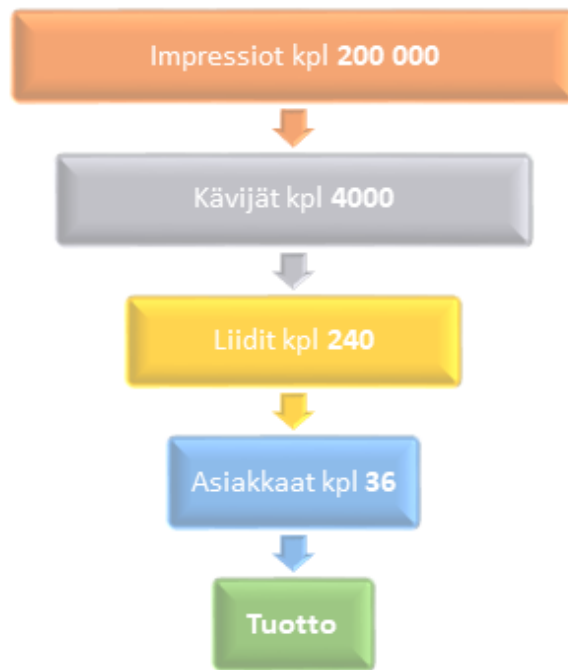 Impressiot kpl 200 000
Kävijät kpl 4000
Liidit kpl 240
Asiakkaat kpl 36
Tuotto